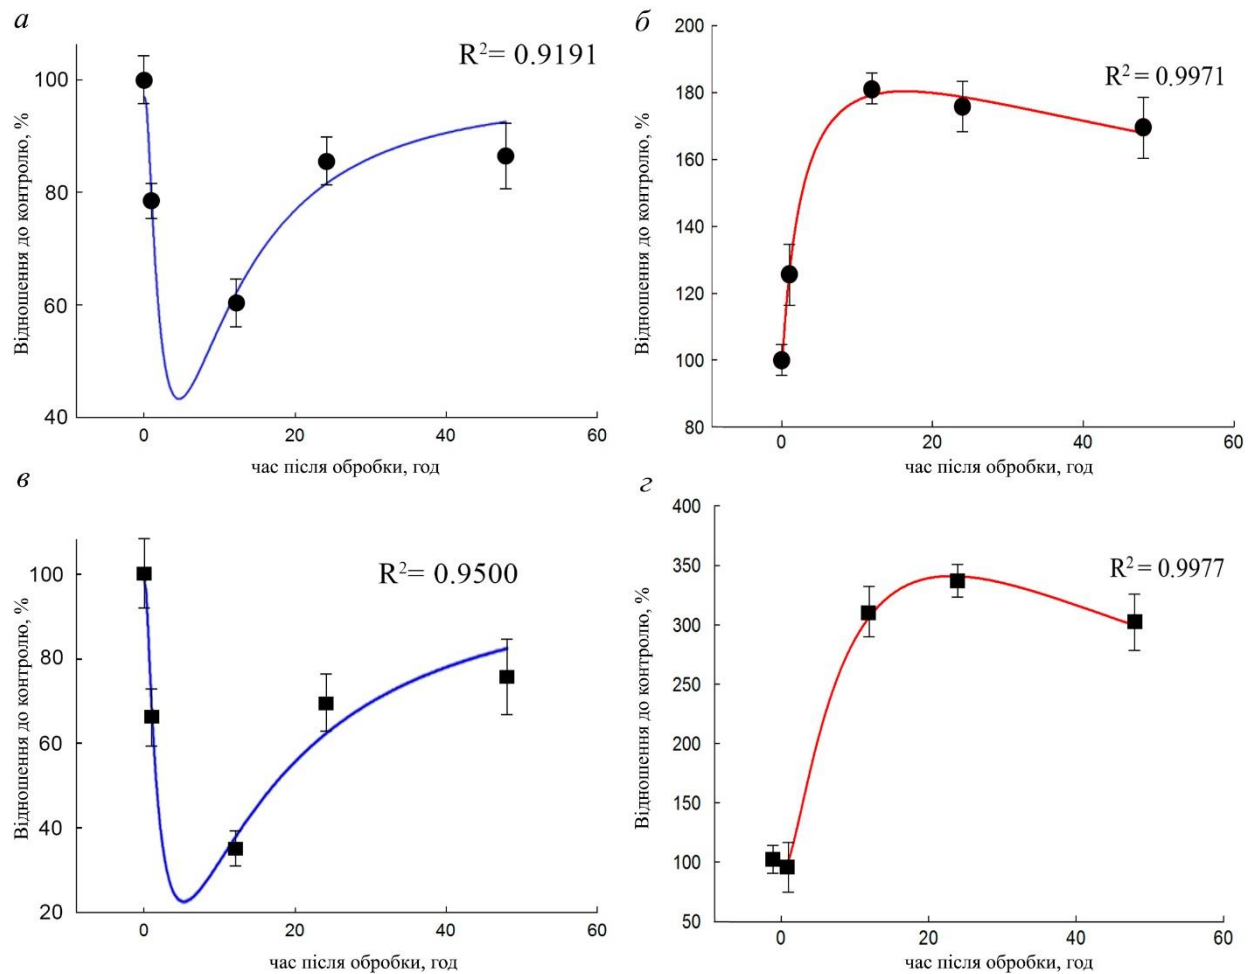 а
R²= 0.9191
Відношення до контролю, %
100
80
60
40
0
20
40
60
час після обробки, год
б
R² = 0.9971
Відношення до контролю, %
200
180
160
140
120
100
80
0
20
40
60
час після обробки, год
в
R²= 0.9500
Відношення до контролю, %
100
80
60
40
20
0
20
40
60
час після обробки, год
г
R² = 0.9977
Відношення до контролю, %
400
350
300
250
200
150
100
50
0
20
40
60
час після обробки, год